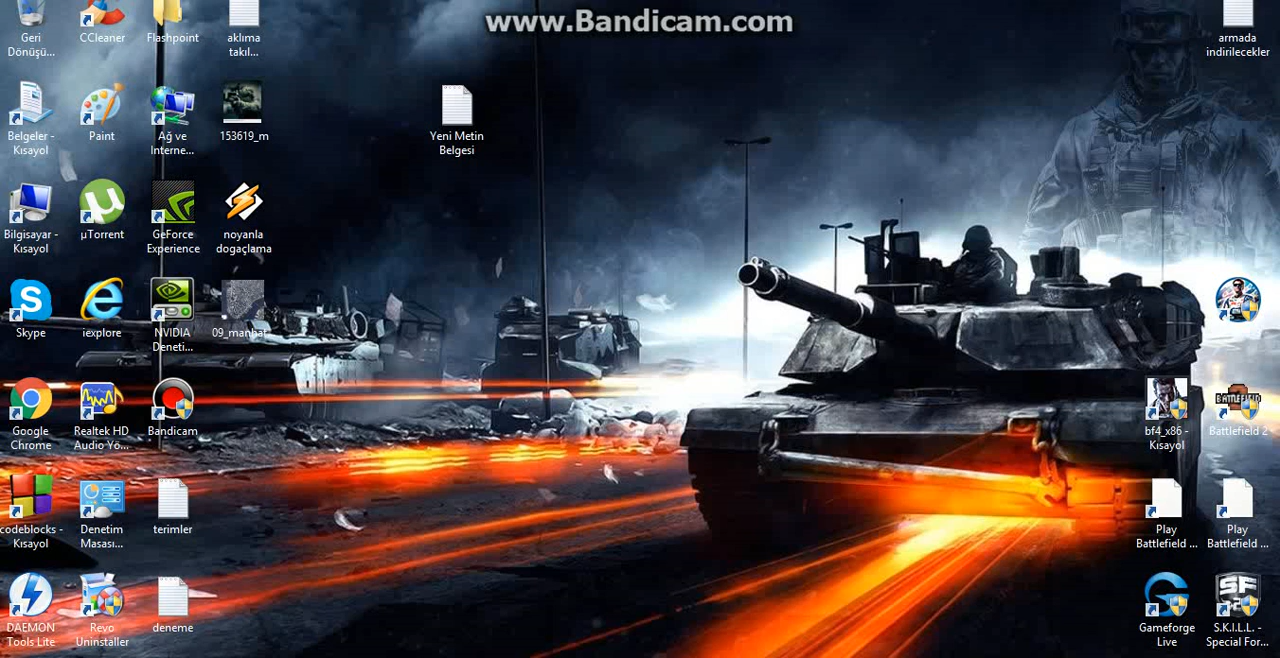 www.Bandicam.com
Geri
Dönüşü...
CCleaner
Flashpoint
aklıma
takıl...
armada
indirilecekler
Belgeler -
Kısayol
Paint
Ağ ve
Interne...
153619_m
Yeni Metin
Belgesi
Bilgisayar -
Kısayol
µTorrent
GeForce
Experience
noyanla
dogaçlama
Skype
iexplore
NVIDIA
Deneti...
09_manhat
Google
Chrome
Realtek HD
Audio Yö...
Bandicam
bf4_x86 -
Kısayol
BATTLEFIELD
Battlefield 2
codeblocks -
Kısayol
Denetim
Masası...
terimler
Play
Battlefield ...
Play
Battlefield ...
DAEMON
Tools Lite
Revo
Uninstaller
deneme
Gameforge
Live
SF
S.K.I.L.L. -
Special For...